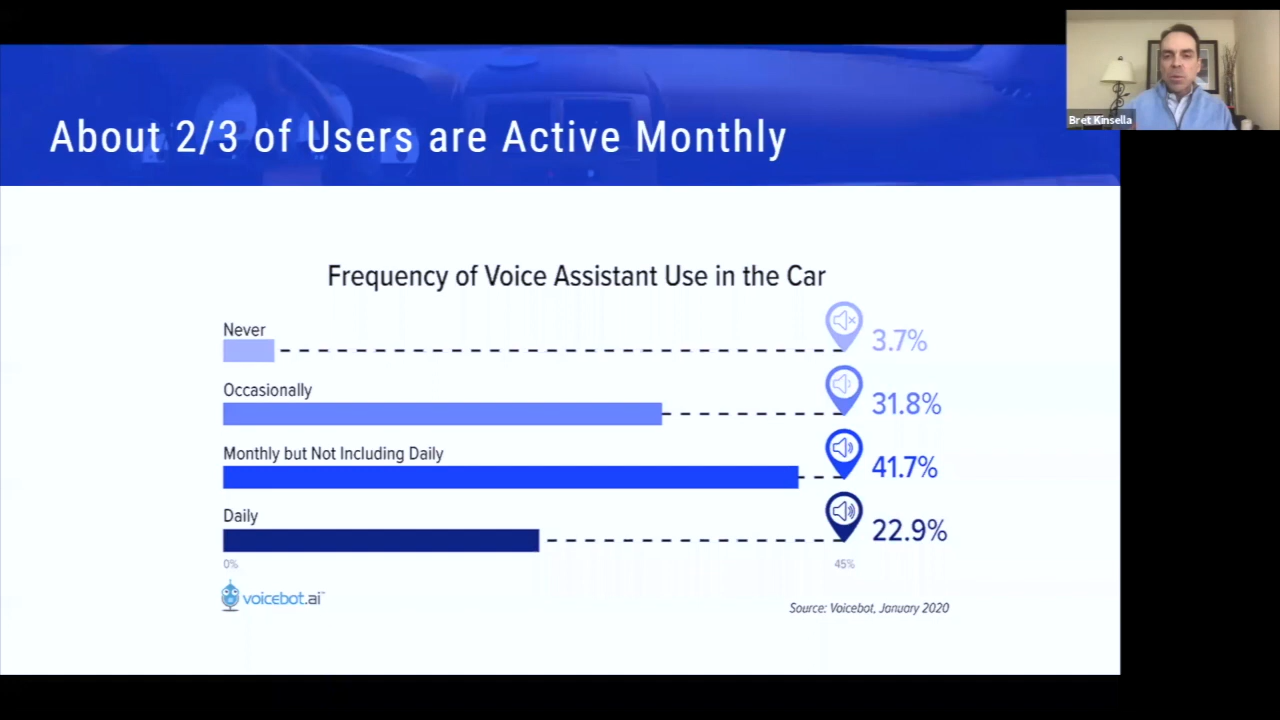 About 2/3 of Users are Active Monthly
Bret Kinsella
Frequency of Voice Assistant Use in the Car
Never
3.7%
Occasionally
31.8%
Monthly but Not Including Daily
41.7%
Daily
22.9%
0%
45%
voicebot.ai™
Source: Voicebot, January 2020